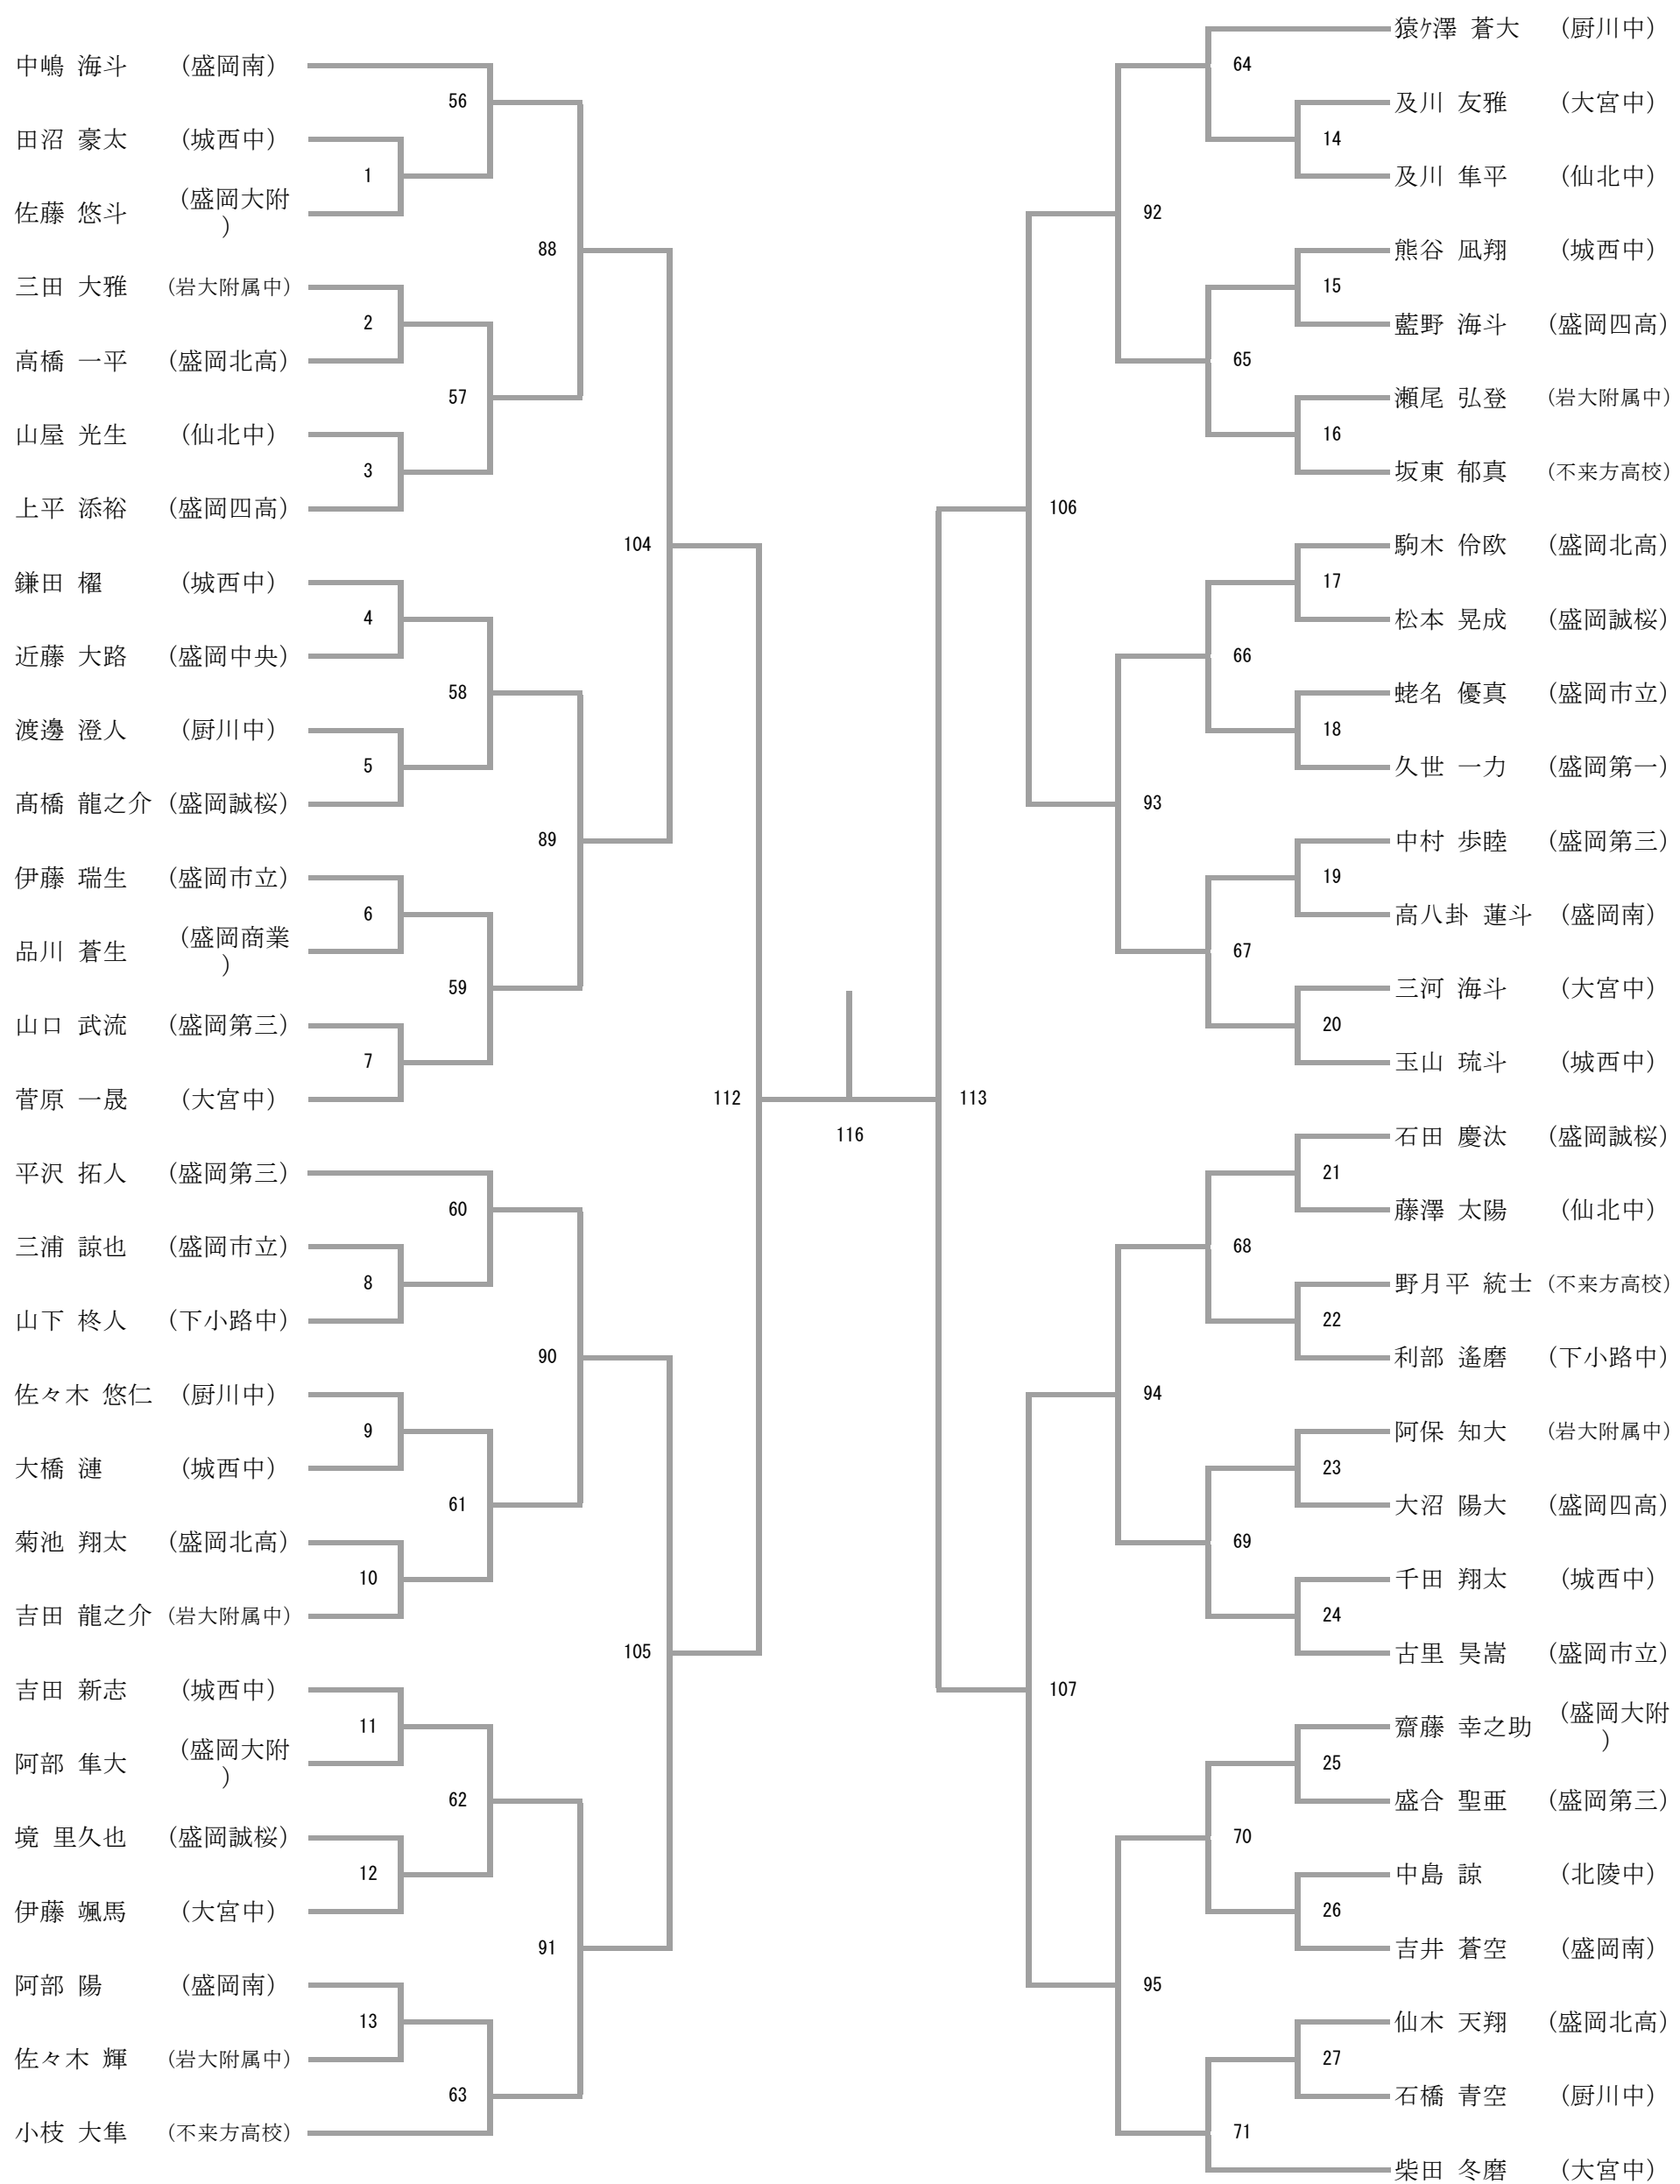 中嶋 海斗 (盛岡南)
56
田沼 豪太 (城西中)
1
佐藤 悠斗 (盛岡大附
)
88
三田 大雅 (岩大附属中)
2
高橋 一平 (盛岡北高)
57
山屋 光生 (仙北中)
3
上平 添裕 (盛岡四高)
104
鎌田 櫂 (城西中)
4
近藤 大路 (盛岡中央)
58
渡邊 澄人 (厨川中)
5
髙橋 龍之介 (盛岡誠桜)
89
伊藤 瑞生 (盛岡市立)
6
品川 蒼生 (盛岡商業
)
59
山口 武流 (盛岡第三)
7
菅原 一晟 (大宮中)
112
平沢 拓人 (盛岡第三)
60
三浦 諒也 (盛岡市立)
8
山下 柊人 (下小路中)
90
佐々木 悠仁 (厨川中)
9
大橋 漣 (城西中)
61
菊池 翔太 (盛岡北高)
10
吉田 龍之介 (岩大附属中)
105
吉田 新志 (城西中)
11
阿部 隼大 (盛岡大附
)
62
境 里久也 (盛岡誠桜)
12
伊藤 颯馬 (大宮中)
91
阿部 陽 (盛岡南)
13
佐々木 輝 (岩大附属中)
63
小枝 大隼 (不来方高校)
116
猿ケ澤 蒼大 (厨川中)
64
及川 友雅 (大宮中)
14
及川 隼平 (仙北中)
92
熊谷 凪翔 (城西中)
15
藍野 海斗 (盛岡四高)
65
瀬尾 弘登 (岩大附属中)
16
坂東 郁真 (不来方高校)
106
駒木 伶欧 (盛岡北高)
17
松本 晃成 (盛岡誠桜)
66
蛯名 優真 (盛岡市立)
18
久世 一力 (盛岡第一)
93
中村 歩睦 (盛岡第三)
19
高八卦 蓮斗 (盛岡南)
67
三河 海斗 (大宮中)
20
玉山 琉斗 (城西中)
113
石田 慶汰 (盛岡誠桜)
21
藤澤 太陽 (仙北中)
68
野月平 統士 (不来方高校)
22
利部 遙磨 (下小路中)
94
阿保 知大 (岩大附属中)
23
大沼 陽大 (盛岡四高)
69
千田 翔太 (城西中)
24
古里 昊嵩 (盛岡市立)
107
齋藤 幸之助 (盛岡大附
)
25
盛合 聖亜 (盛岡第三)
70
中島 諒 (北陵中)
26
吉井 蒼空 (盛岡南)
95
仙木 天翔 (盛岡北高)
27
石橋 青空 (厨川中)
71
柴田 冬磨 (大宮中)